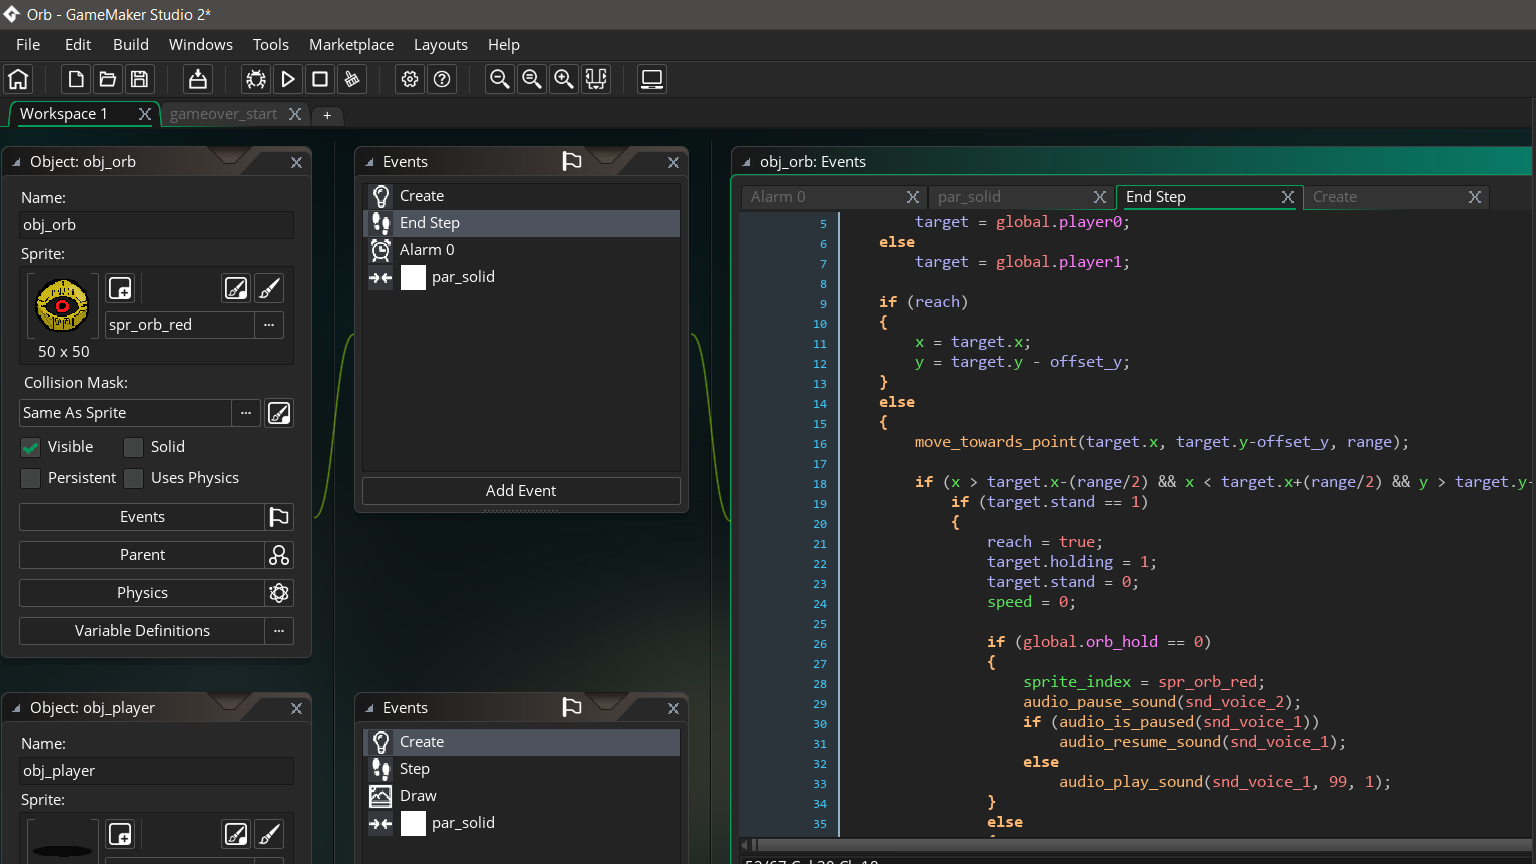 Orb - GameMaker Studio 2*
File Edit Build Windows Tools Marketplace Layouts Help
Workspace 1 gameover_start +
Object: obj_orb
Name:
obj_orb
Sprite:
spr_orb_red ...
50 x 50
Collision Mask:
Same As Sprite ...
Visible Solid
Persistent Uses Physics
Events
Parent
Physics
Variable Definitions ...
Events
Create
End Step
Alarm 0
par_solid
Add Event
obj_orb: Events
Alarm 0 par_solid End Step Create
5 target = global.player0;
6 else
7 target = global.player1;
8
9 if (reach)
10 {
11 x = target.x;
12 y = target.y - offset_y;
13 }
14 else
15 {
16 move_towards_point(target.x, target.y-offset_y, range);
17
18 if (x > target.x-(range/2) && x < target.x+(range/2) && y > target.y-
19 if (target.stand == 1)
20 {
21 reach = true;
22 target.holding = 1;
23 target.stand = 0;
24 speed = 0;
25
26 if (global.orb_hold == 0)
27 {
28 sprite_index = spr_orb_red;
29 audio_pause_sound(snd_voice_2);
30 if (audio_is_paused(snd_voice_1))
31 audio_resume_sound(snd_voice_1);
32 else
33 audio_play_sound(snd_voice_1, 99, 1);
34 }
35 else
Object: obj_player
Name:
obj_player
Sprite:
Events
Create
Step
Draw
par_solid